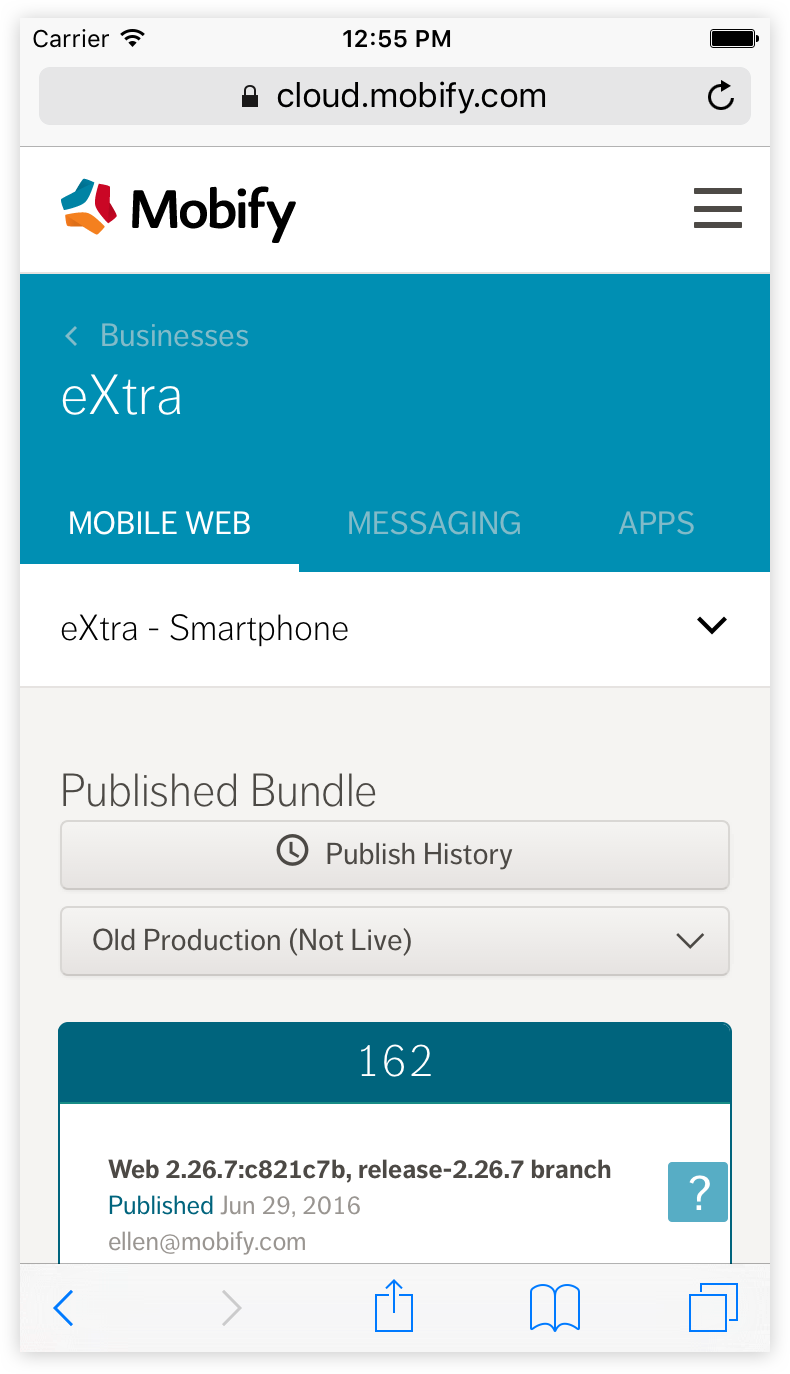 Carrier 12:55 PM
cloud.mobify.com
Mobify
Businesses
eXtra
MOBILE WEB MESSAGING APPS
eXtra - Smartphone
Published Bundle
Publish History
Old Production (Not Live)
162
Web 2.26.7:c821c7b, release-2.26.7 branch
Published Jun 29, 2016
?
ellen@mobify.com